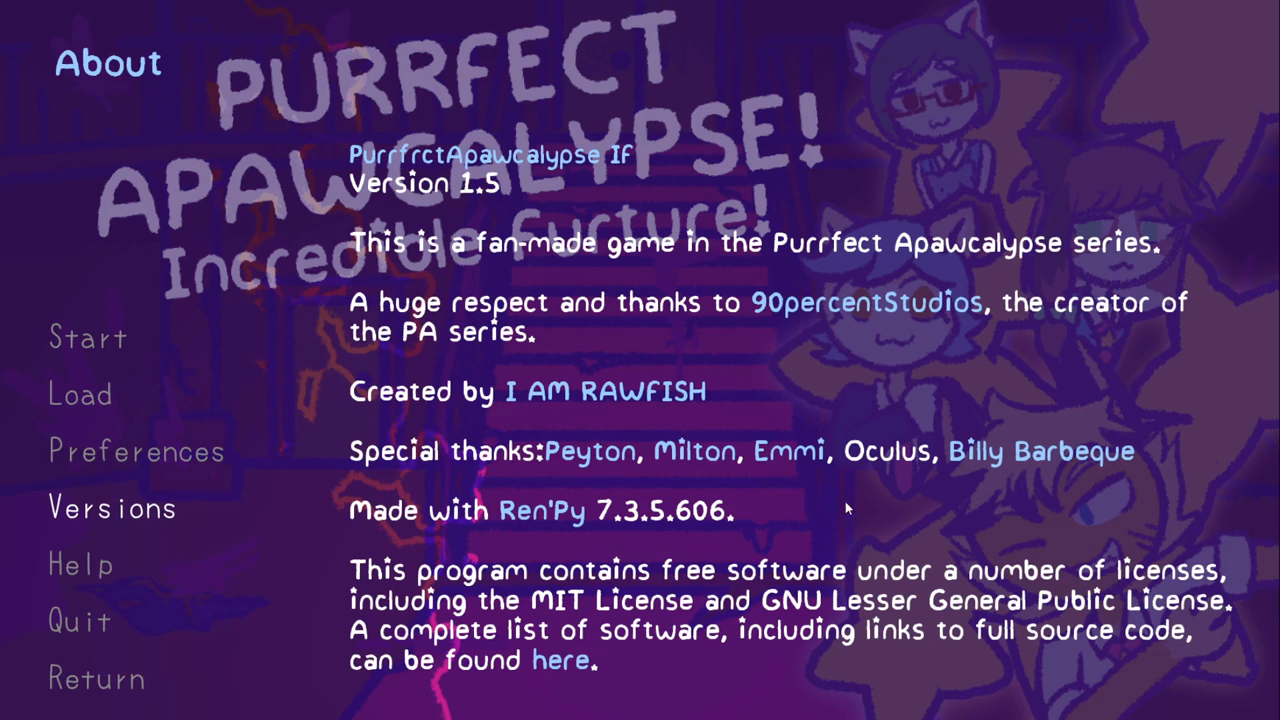 About
PURRFECT
APAWCALYPSE!
Incredible Furture!
PurrfrctApawcalypse If
Version 1.5
This is a fan-made game in the Purrfect Apawcalypse series.
A huge respect and thanks to 90percentStudios, the creator of
the PA series.
Created by I AM RAWFISH
Special thanks:Peyton, Milton, Emmi, Oculus, Billy Barbeque
Made with Ren'Py 7.3.5.606.
This program contains free software under a number of licenses,
including the MIT License and GNU Lesser General Public License.
A complete list of software, including links to full source code,
can be found here.
Start
Load
Preferences
Versions
Help
Quit
Return